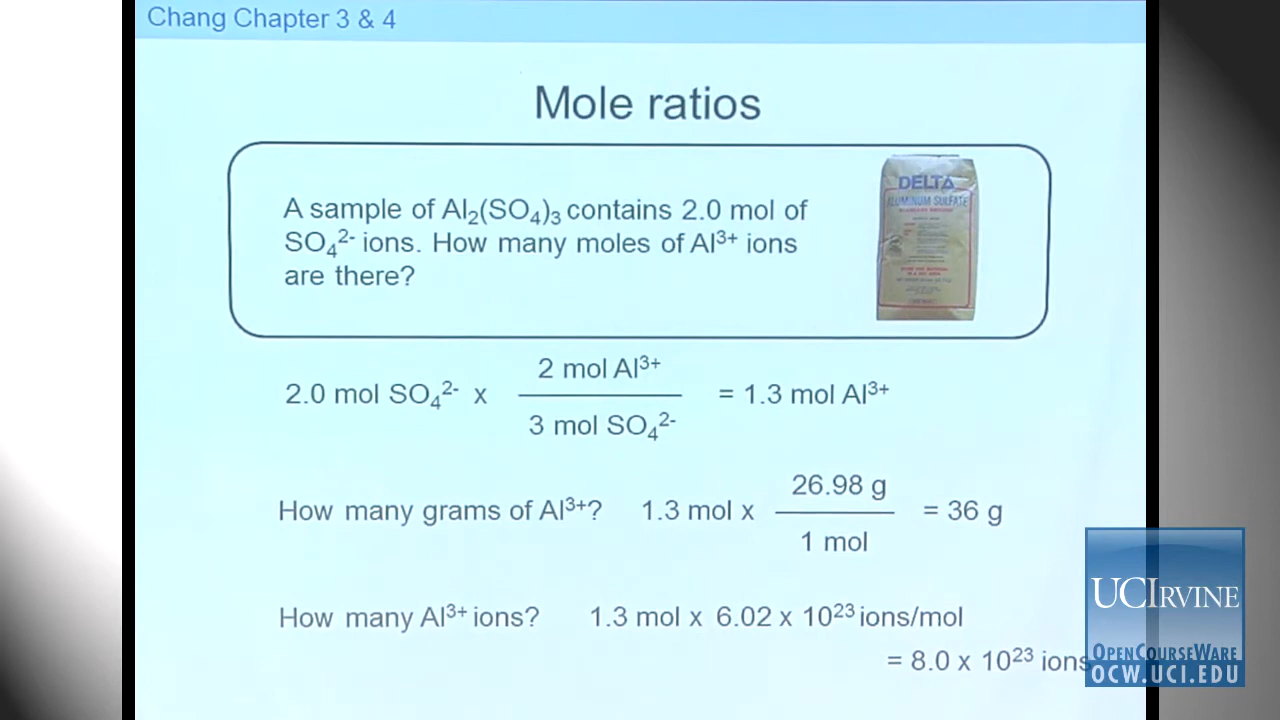 Chang Chapter 3 & 4
Mole ratios
A sample of Al₂(SO₄)₃ contains 2.0 mol of
SO₄²⁻ ions. How many moles of Al³⁺ ions
are there?
DELTA
ALUMINUM SULFATE
2.0 mol SO₄²⁻ x 2 mol Al³⁺ = 1.3 mol Al³⁺
3 mol SO₄²⁻
How many grams of Al³⁺? 1.3 mol x 26.98 g = 36 g
1 mol
How many Al³⁺ ions? 1.3 mol x 6.02 x 10²³ ions/mol
= 8.0 x 10²³ ions
UCIRVINE
OPENCOURSEWARE
OCW.UCI.EDU